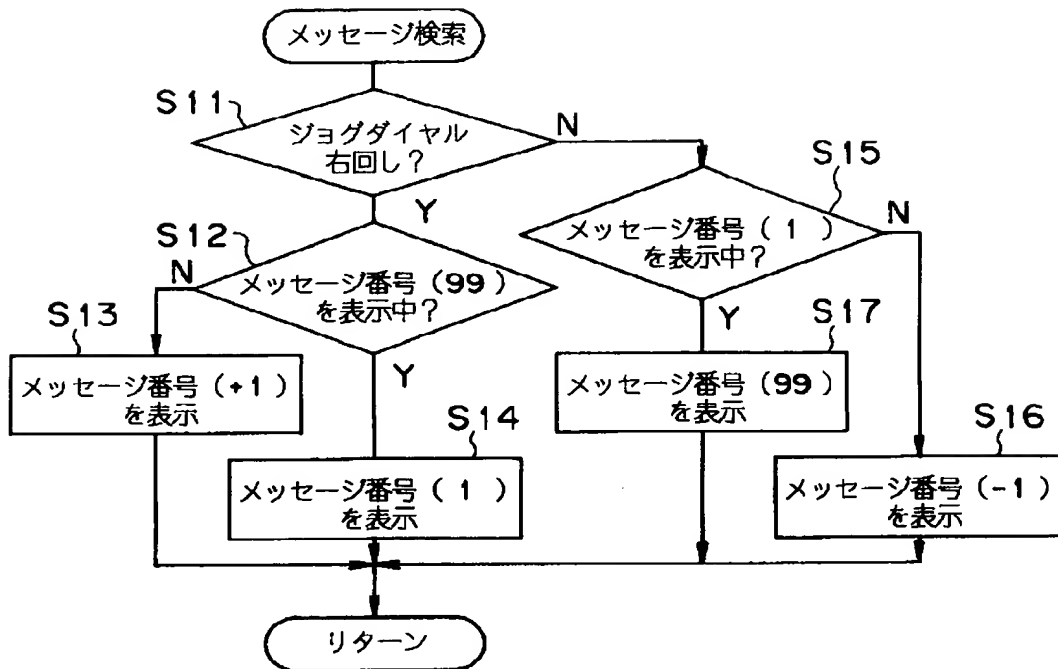 メッセージ検索
S11
ジョグダイヤル
右回し?
N
Y
S15
メッセージ番号( 1 )
を表示中?
N
Y
S12
メッセージ番号(99)
を表示中?
N
Y
S13
メッセージ番号(+1)
を表示
S17
メッセージ番号(99)
を表示
S14
メッセージ番号( 1 )
を表示
S16
メッセージ番号(-1)
を表示
リターン